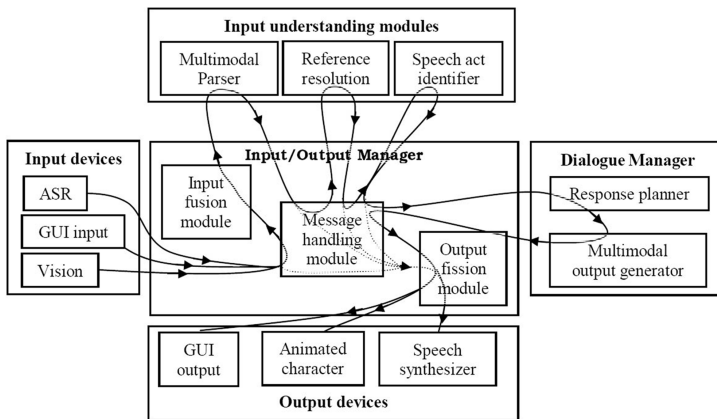 Input understanding modules
Multimodal
Parser
Reference
resolution
Speech act
identifier
Input devices
ASR
GUI input
Vision
Input/Output Manager
Input
fusion
module
Message
handling
module
Output
fission
module
Dialogue Manager
Response planner
Multimodal
output generator
GUI
output
Animated
character
Speech
synthesizer
Output devices